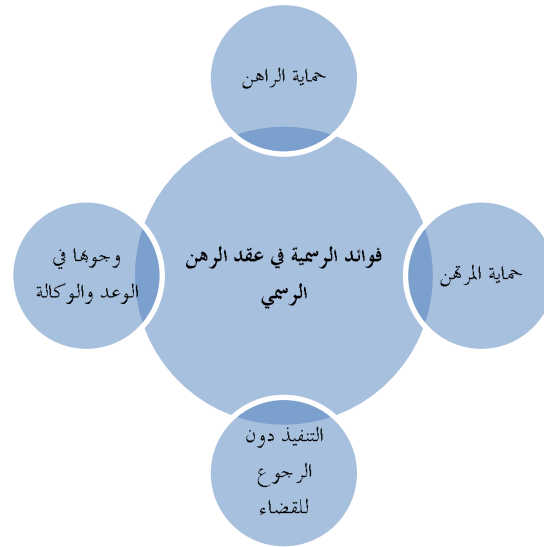 حماية الراهن
فوائد الرسمية في عقد الرهن
الرسمي
حماية المرتهن
التنفيذ دون
الرجوع
للقضاء
وجوبها في
الوعد والوكالة